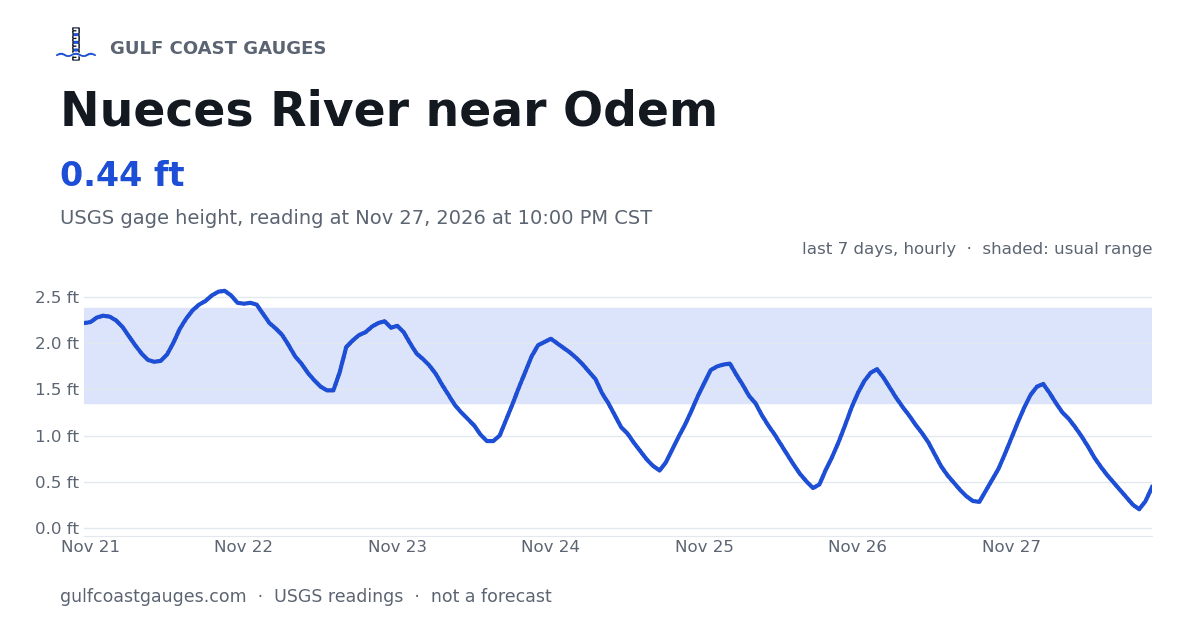 GULF COAST GAUGES
Nueces River near Odem
0.44 ft
USGS gage height, reading at Nov 27, 2026 at 10:00 PM CST
last 7 days, hourly · shaded: usual range
2.5 ft
2.0 ft
1.5 ft
1.0 ft
0.5 ft
0.0 ft
Nov 21 Nov 22 Nov 23 Nov 24 Nov 25 Nov 26 Nov 27
gulfcoastgauges.com · USGS readings · not a forecast